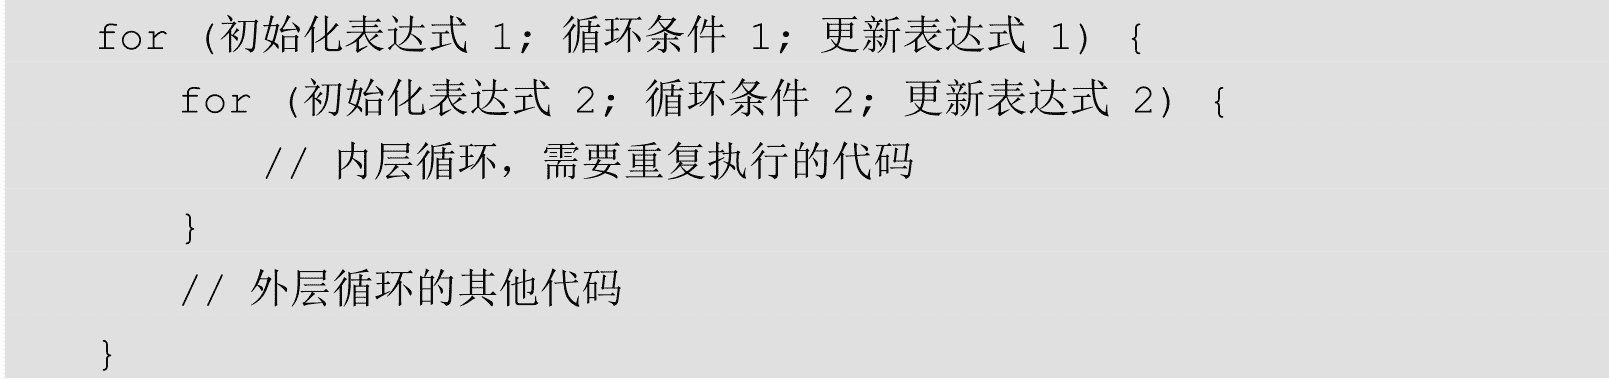 for (初始化表达式 1; 循环条件 1; 更新表达式 1) {
    for (初始化表达式 2; 循环条件 2; 更新表达式 2) {
        // 内层循环，需要重复执行的代码
    }
    // 外层循环的其他代码
}